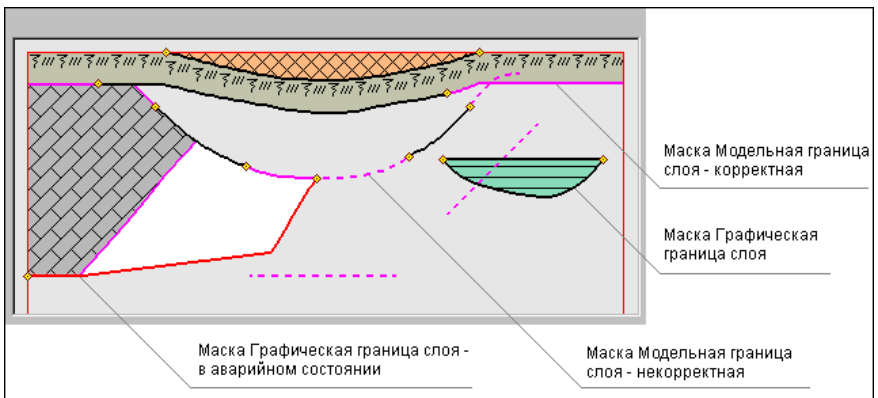 Маска Модельная граница
слоя - корректная
Маска Графическая
граница слоя
Маска Графическая граница слоя -
в аварийном состоянии
Маска Модельная граница
слоя - некорректная